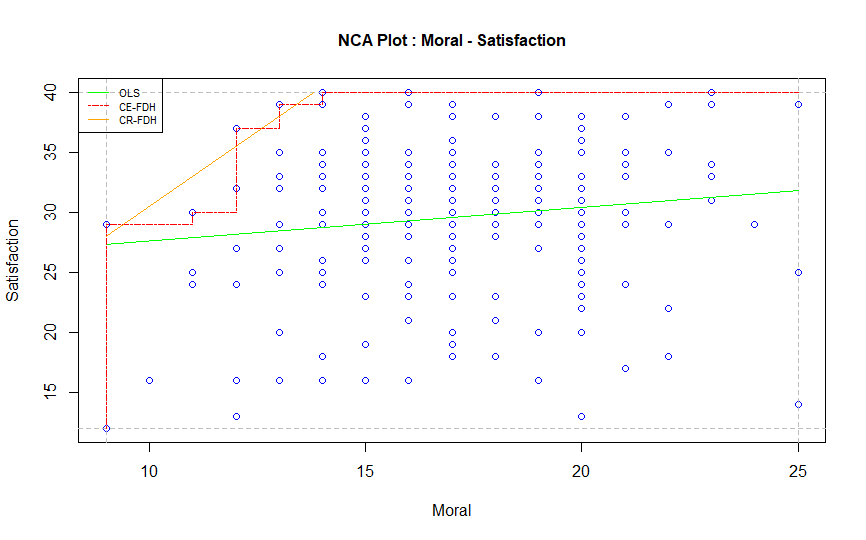 NCA Plot : Moral - Satisfaction
OLS
CE-FDH
CR-FDH
40
35
30
25
20
15
Satisfaction
10 15 20 25
Moral